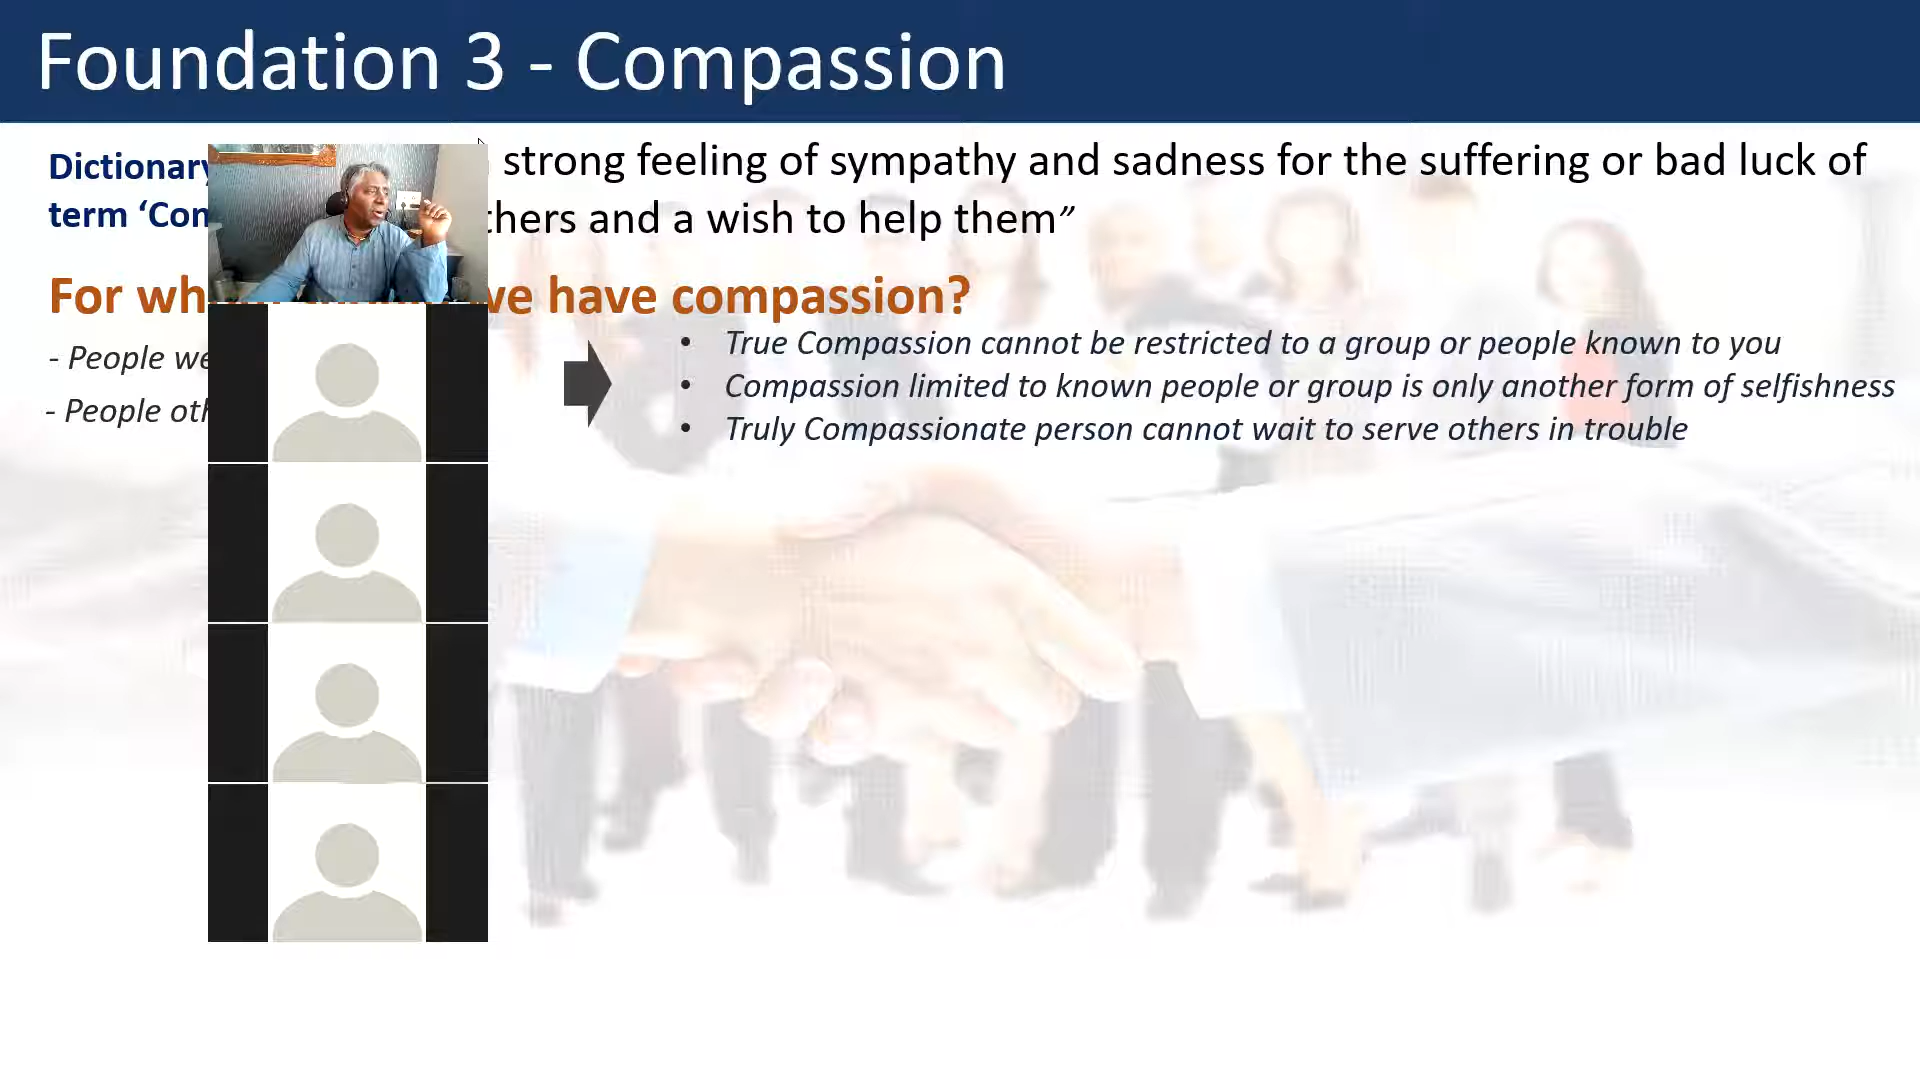 Foundation 3 - Compassion
Dictionary strong feeling of sympathy and sadness for the suffering or bad luck of
term ‘Com thers and a wish to help them”
For wh we have compassion?
- People we
- People oth
• True Compassion cannot be restricted to a group or people known to you
• Compassion limited to known people or group is only another form of selfishness
• Truly Compassionate person cannot wait to serve others in trouble